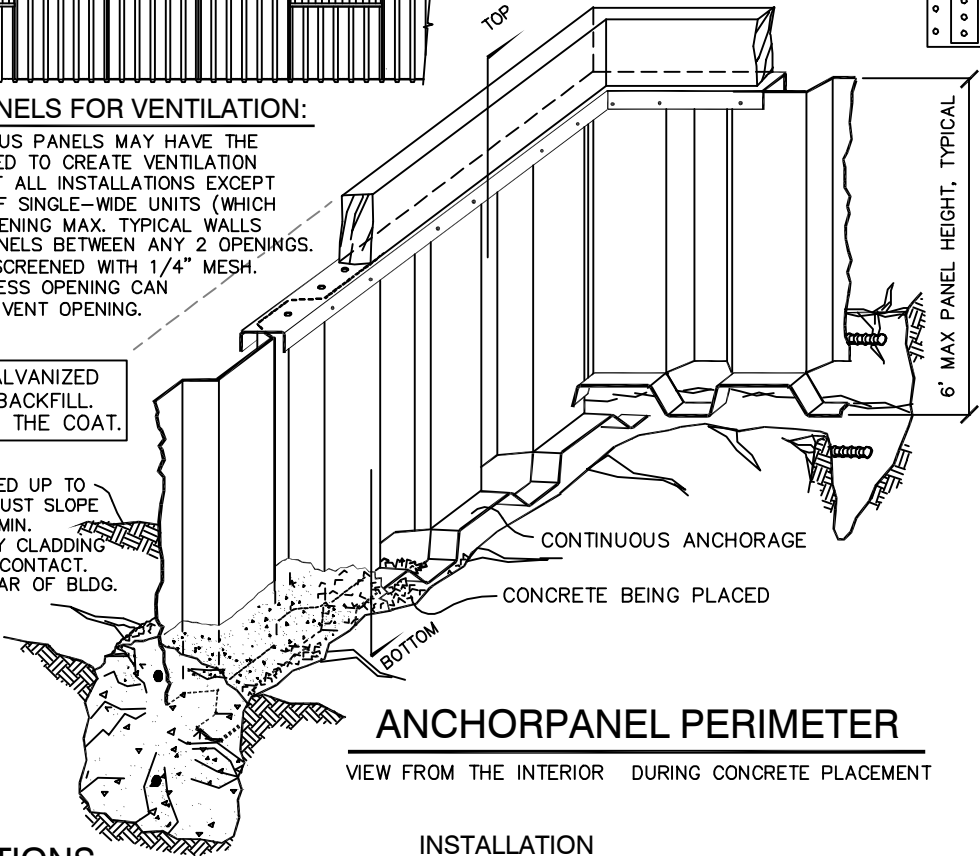 TOP
NELS FOR VENTILATION:
US PANELS MAY HAVE THE
ED TO CREATE VENTILATION
T ALL INSTALLATIONS EXCEPT
F SINGLE-WIDE UNITS (WHICH
ENING MAX. TYPICAL WALLS
NELS BETWEEN ANY 2 OPENINGS.
SCREENED WITH 1/4" MESH.
ESS OPENING CAN
VENT OPENING.
ALVANIZED
BACKFILL.
THE COAT.
ED UP TO
UST SLOPE
MIN.
Y CLADDING
CONTACT.
AR OF BLDG.
6' MAX PANEL HEIGHT, TYPICAL
CONTINUOUS ANCHORAGE
CONCRETE BEING PLACED
BOTTOM
ANCHORPANEL PERIMETER
VIEW FROM THE INTERIOR DURING CONCRETE PLACEMENT
INSTALLATION
TIONS